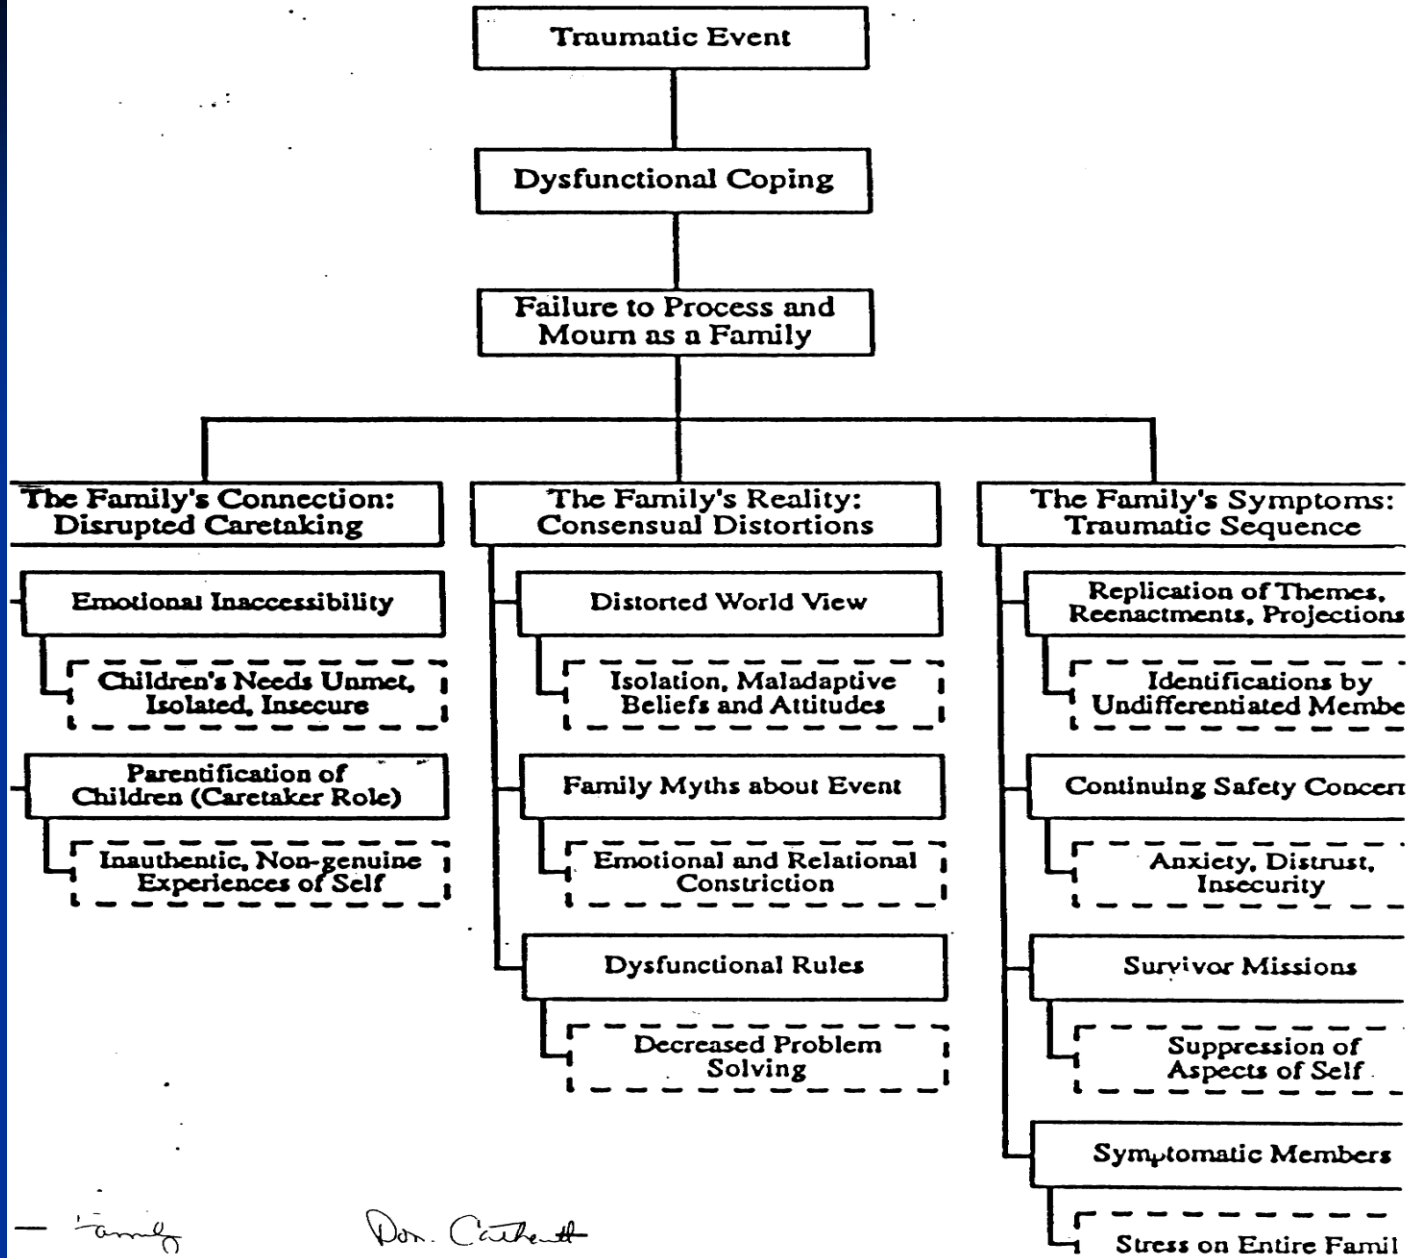 Traumatic Event
Dysfunctional Coping
Failure to Process and
Mourn as a Family
The Family's Connection:
Disrupted Caretaking
Emotional Inaccessibility
Children's Needs Unmet,
Isolated, Insecure
Parentification of
Children (Caretaker Role)
Inauthentic, Non-genuine
Experiences of Self
The Family's Reality:
Consensual Distortions
Distorted World View
Isolation, Maladaptive
Beliefs and Attitudes
Family Myths about Event
Emotional and Relational
Constriction
Dysfunctional Rules
Decreased Problem
Solving
The Family's Symptoms:
Traumatic Sequence
Replication of Themes,
Reenactments, Projections
Identifications by
Undifferentiated Membe
Continuing Safety Concern
Anxiety, Distrust,
Insecurity
Survivor Missions
Suppression of
Aspects of Self
Symptomatic Members
Stress on Entire Famil
Family
Don.